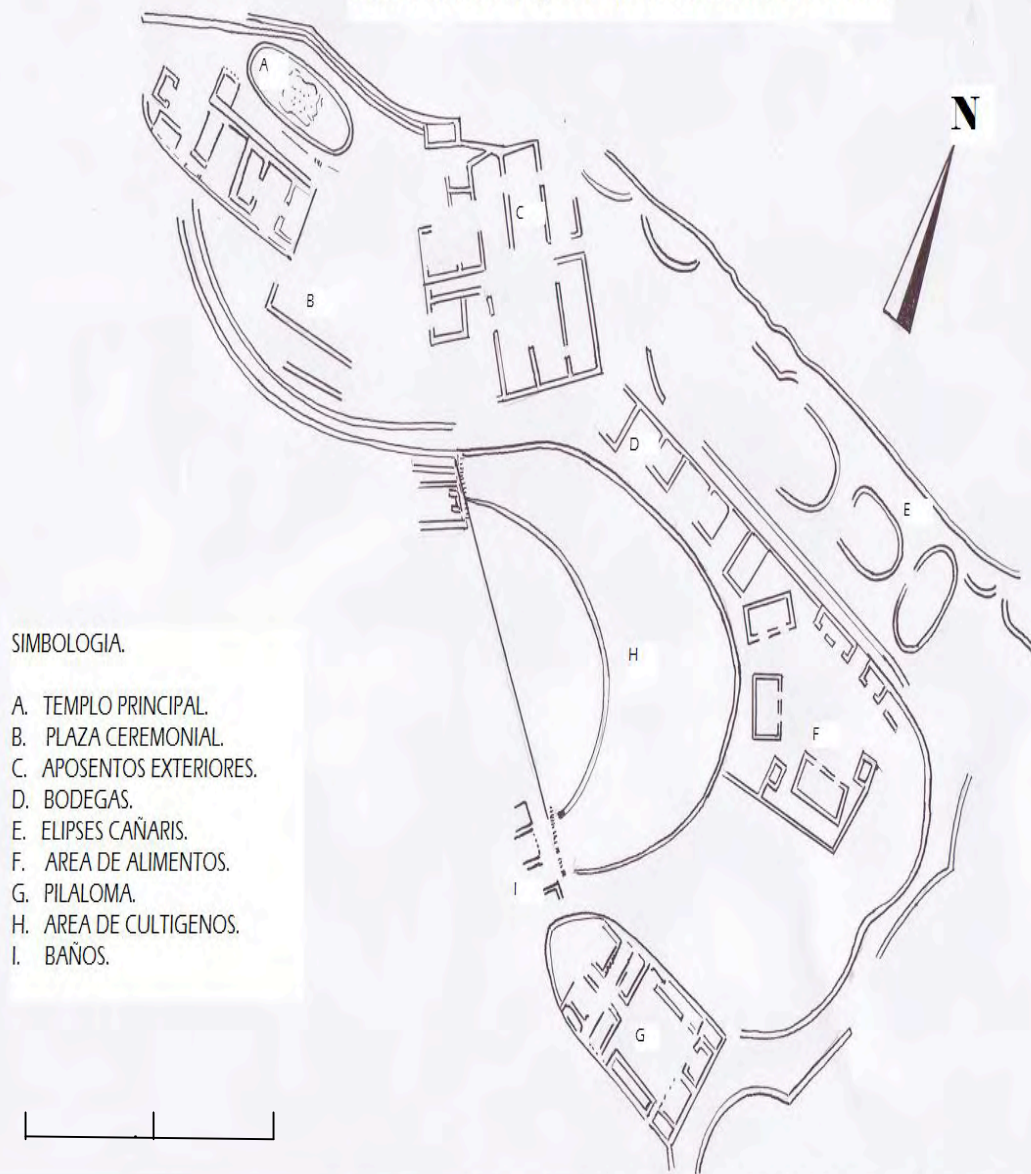 A
N
C
B
D
E
SIMBOLOGIA.
H
A. TEMPLO PRINCIPAL.
B. PLAZA CEREMONIAL.
C. APOSENTOS EXTERIORES.
D. BODEGAS.
E. ELIPSES CAÑARIS.
F. AREA DE ALIMENTOS.
G. PILALOMA.
H. AREA DE CULTIGENOS.
I. BAÑOS.
F
I
G